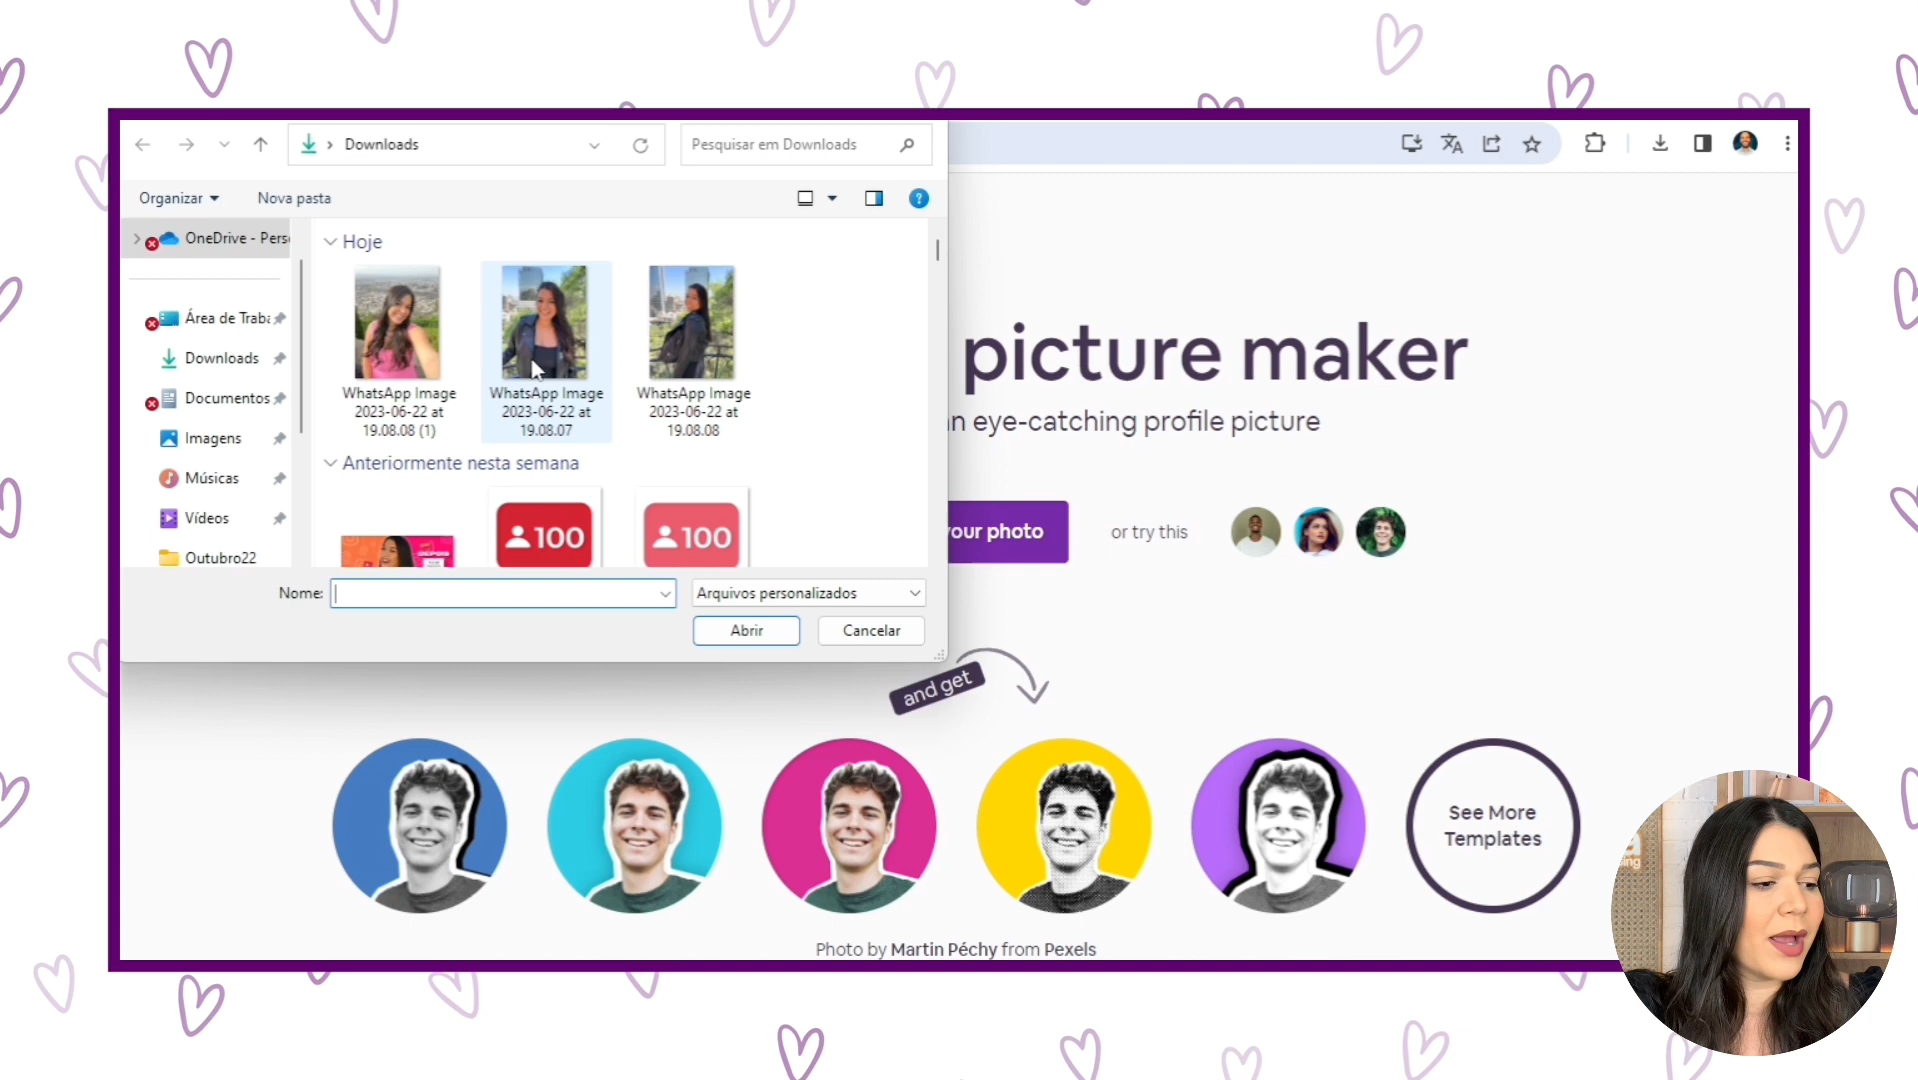 Downloads
Pesquisar em Downloads
Organizar
Nova pasta
OneDrive - Pers
Hoje
WhatsApp Image
2023-06-22 at
19.08.08 (1)
WhatsApp Image
2023-06-22 at
19.08.07
WhatsApp Image
2023-06-22 at
19.08.08
Área de Traba
Downloads
Documentos
Imagens
Músicas
Vídeos
Outubro22
Anteriormente nesta semana
DEPOIS
100
100
Nome:
Arquivos personalizados
Abrir
Cancelar
picture maker
n eye-catching profile picture
our photo
or try this
and get
See More
Templates
Photo by Martin Péchy from Pexels
ing